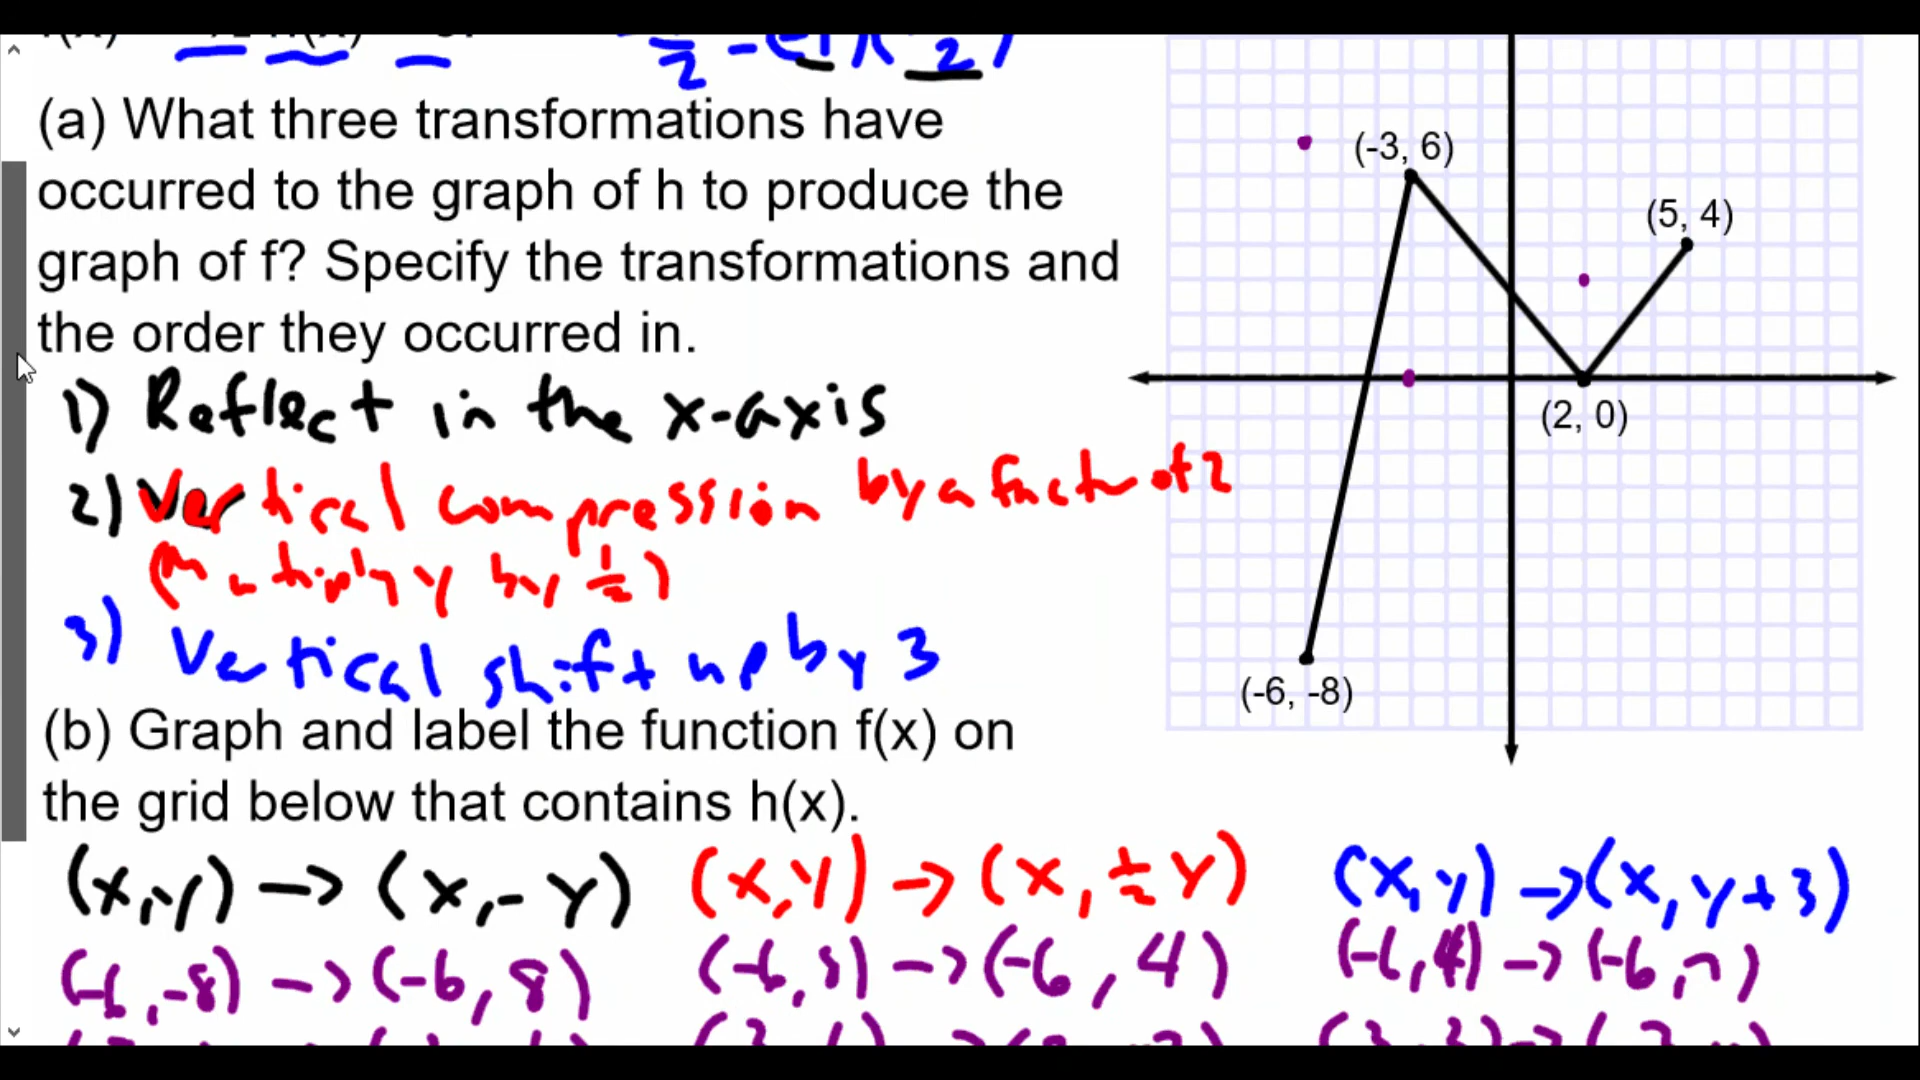 (a) What three transformations have
occurred to the graph of h to produce the
graph of f? Specify the transformations and
the order they occurred in.
1) Reflect in the x-axis
2) Vertical compression by a factor of 2
(Multiply y by 1/2)
3) Vertical shift up by 3
(b) Graph and label the function f(x) on
the grid below that contains h(x).
(x,y) -> (x,-y) (x,y) -> (x, 1/2 y) (x,y) -> (x, y+3)
(-6,-8) -> (-6, 8) (-6,8) -> (-6, 4) (-6,4) -> (-6,7)
(-3, 6)
(5, 4)
(2, 0)
(-6, -8)